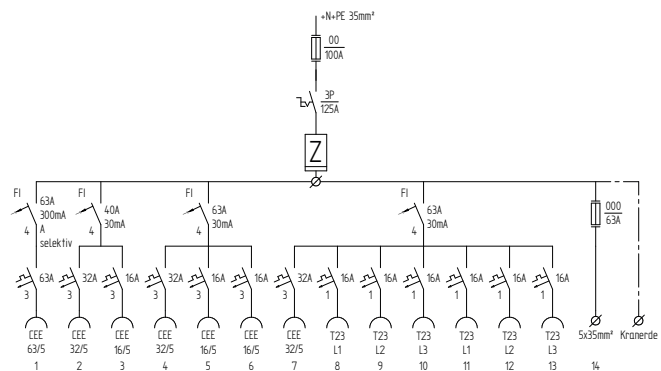 +N+PE 35mm²
00
100A
3P
125A
Z
FI
63A
300mA
A
4
selektiv
FI
40A
30mA
4
FI
63A
30mA
4
FI
63A
30mA
4
000
63A
63A
3
32A
3
16A
3
32A
3
16A
3
16A
3
32A
3
16A
1
16A
1
16A
1
16A
1
16A
1
16A
1
CEE CEE CEE CEE CEE CEE CEE T23 T23 T23 T23 T23 T23 5x35mm² Kranerde
63/5 32/5 16/5 32/5 16/5 16/5 32/5 L1 L2 L3 L1 L2 L3
1 2 3 4 5 6 7 8 9 10 11 12 13 14